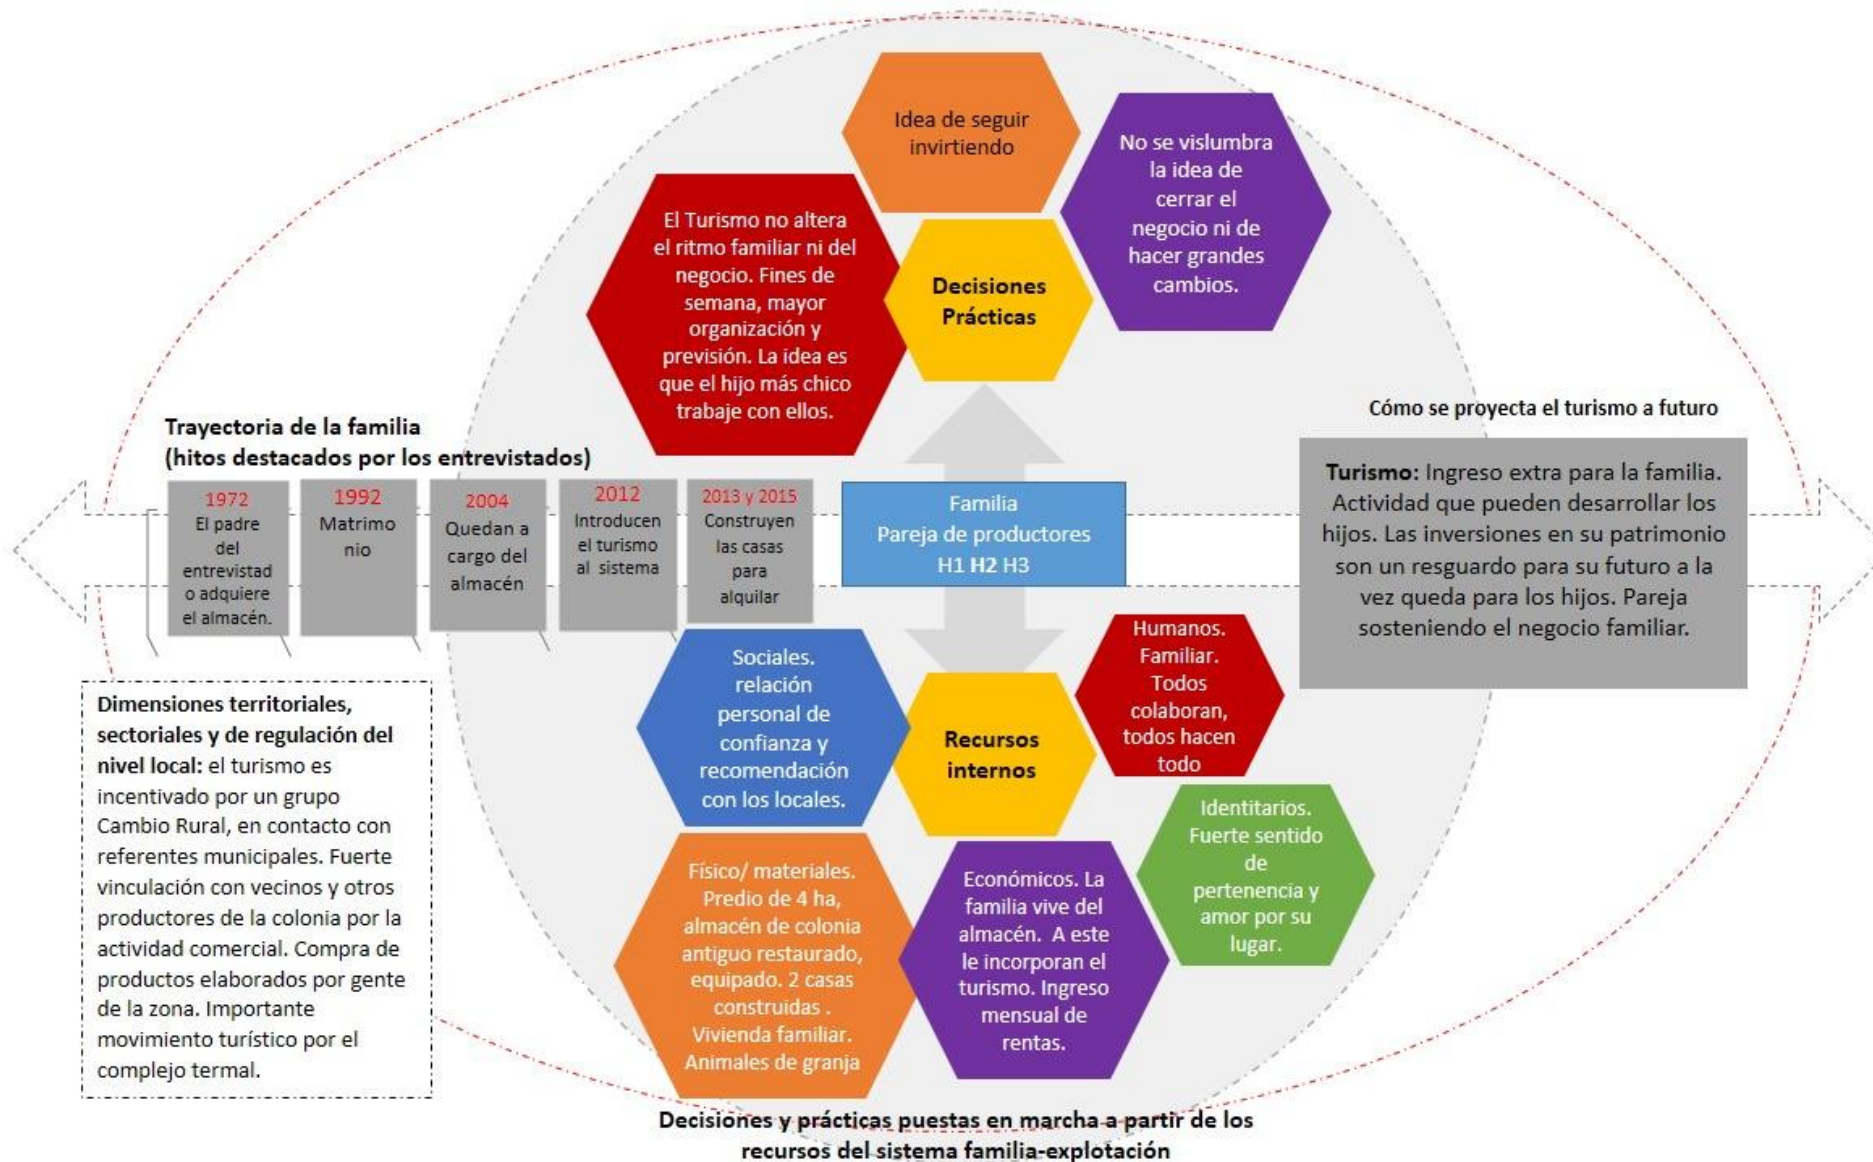 Idea de seguir
invirtiendo
No se vislumbra
la idea de
cerrar el
negocio ni de
hacer grandes
cambios.
El Turismo no altera
el ritmo familiar ni del
negocio. Fines de
semana, mayor
organización y
previsión. La idea es
que el hijo más chico
trabaje con ellos.
Decisiones
Prácticas
Trayectoria de la familia
(hitos destacados por los entrevistados)
1972
El padre
del
entrevistad
o adquiere
el almacén.
1992
Matrimo
nio
2004
Quedan a
cargo del
almacén
2012
Introducen
el turismo
al sistema
2013 y 2015
Construyen
las casas
para
alquilar
Familia
Pareja de productores
H1 H2 H3
Cómo se proyecta el turismo a futuro
Turismo: Ingreso extra para la familia.
Actividad que pueden desarrollar los
hijos. Las inversiones en su patrimonio
son un resguardo para su futuro a la
vez queda para los hijos. Pareja
sosteniendo el negocio familiar.
Dimensiones territoriales,
sectoriales y de regulación del
nivel local: el turismo es
incentivado por un grupo
Cambio Rural, en contacto con
referentes municipales. Fuerte
vinculación con vecinos y otros
productores de la colonia por la
actividad comercial. Compra de
productos elaborados por gente
de la zona. Importante
movimiento turístico por el
complejo termal.
Sociales.
relación
personal de
confianza y
recomendación
con los locales.
Recursos
internos
Humanos.
Familiar.
Todos
colaboran,
todos hacen
todo
Identitarios.
Fuerte sentido
de
pertenencia y
amor por su
lugar.
Físico/ materiales.
Predio de 4 ha,
almacén de colonia
antiguo restaurado,
equipado. 2 casas
construidas .
Vivienda familiar.
Animales de granja
Económicos. La
familia vive del
almacén. A este
le incorporan el
turismo. Ingreso
mensual de
rentas.
Decisiones y prácticas puestas en marcha a partir de los
recursos del sistema familia-explotación